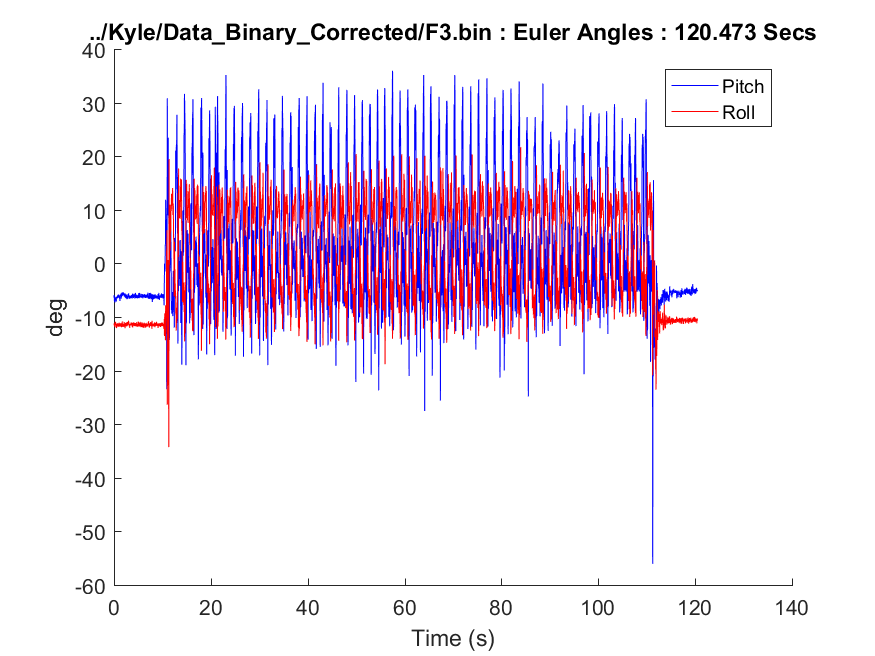 ../Kyle/Data_Binary_Corrected/F3.bin : Euler Angles : 120.473 Secs
40
30
20
10
0
-10
-20
-30
-40
-50
-60
deg
Pitch
Roll
0 20 40 60 80 100 120 140
Time (s)